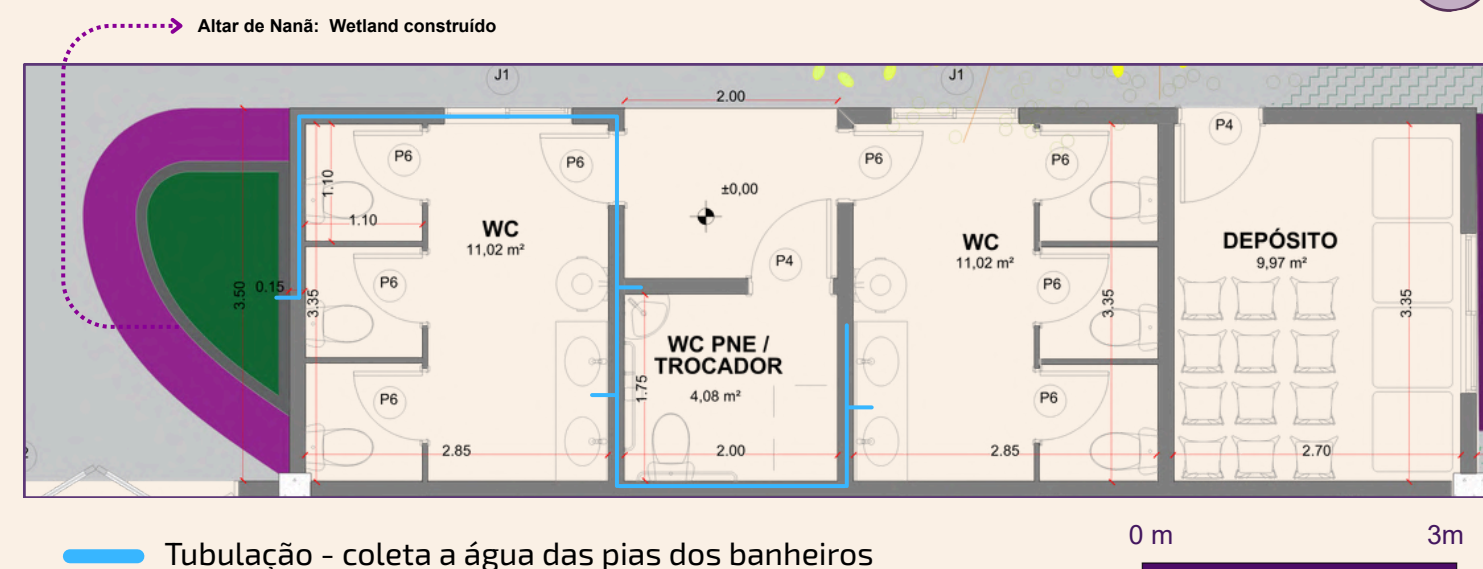 Altar de Nanã: Wetland construído
J1
J1
2.00
P4
P6
P6
P6
P6
1.10
1.10
±0,00
WC
11,02 m²
WC
11,02 m²
DEPÓSITO
9,97 m²
P4
P6
P6
0.15
3.50
3.35
3.35
3.35
WC PNE /
TROCADOR
4,08 m²
1.75
P6
P6
2.85
2.00
2.85
2.70
Tubulação - coleta a água das pias dos banheiros
0 m
3m